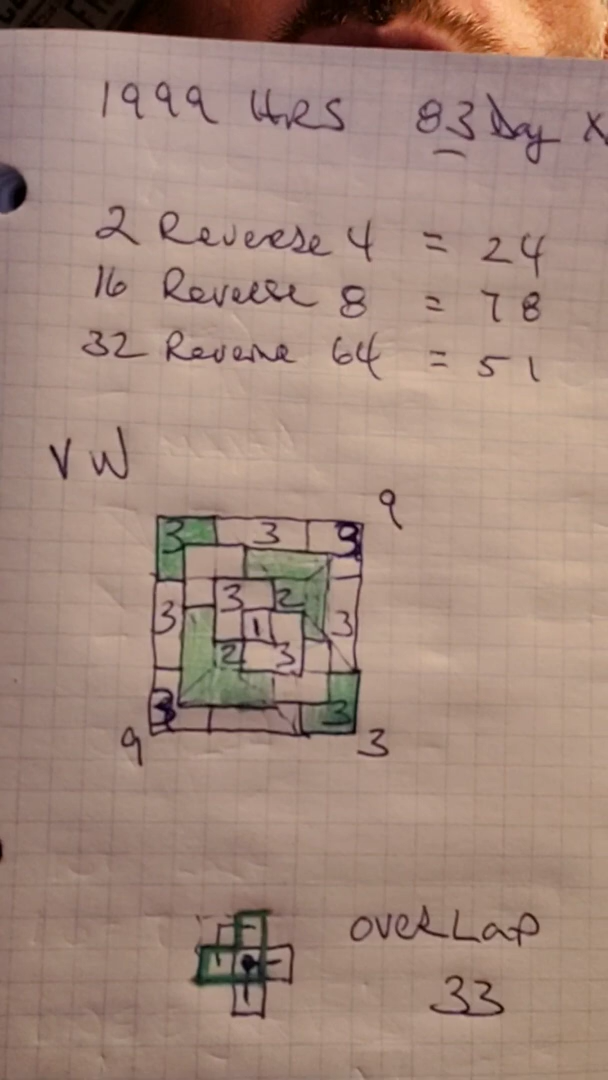 1999 HRS 83 Day X
2 Reverse 4 = 24
16 Reverse 8 = 78
32 Reverse 64 = 51
VW
9
3 3 9
3 2
3 1 3
2 3
3 3
9 3
OVERLAP
33